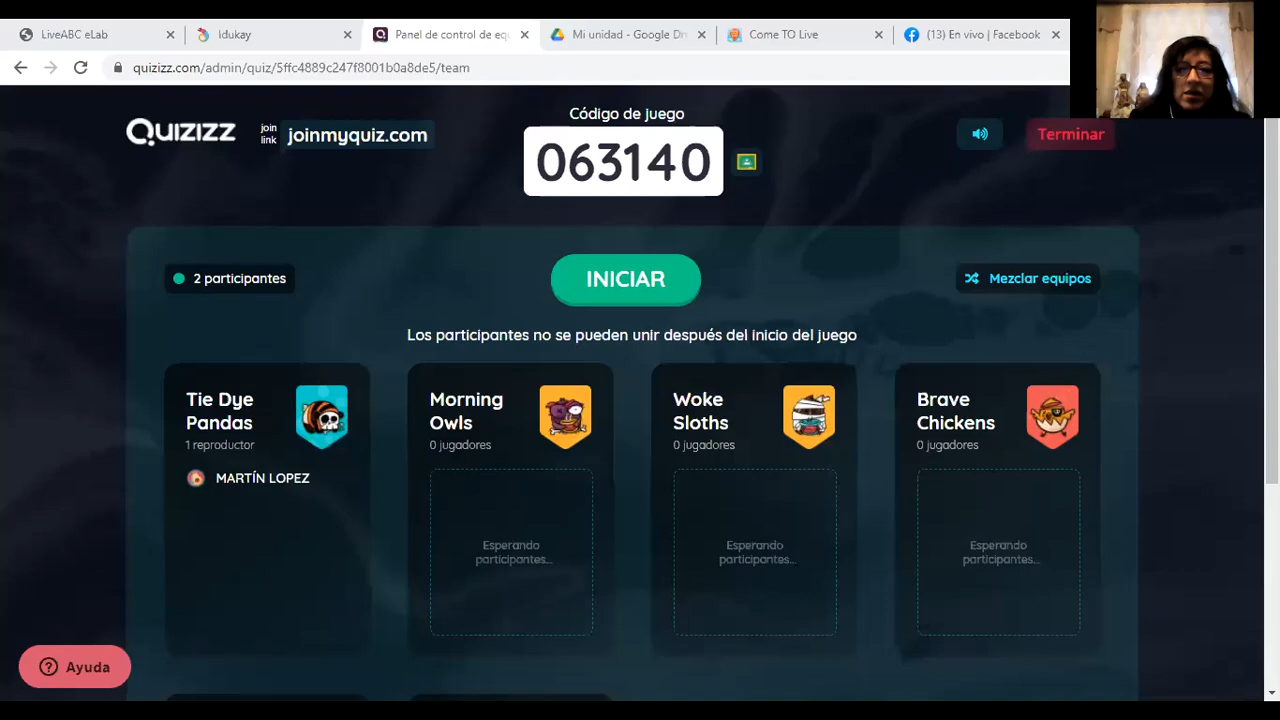 LiveABC eLab
Idukay
Panel de control de equ
Mi unidad - Google Dr
Come TO Live
(13) En vivo | Facebook
quizizz.com/admin/quiz/5ffc4889c247f8001b0a8de5/team
Quizizz
join link
joinmyquiz.com
Código de juego
063140
Terminar
2 participantes
INICIAR
Mezclar equipos
Los participantes no se pueden unir después del inicio del juego
Tie Dye
Pandas
1 reproductor
MARTÍN LOPEZ
Morning
Owls
0 jugadores
Esperando
participantes...
Woke
Sloths
0 jugadores
Esperando
participantes...
Brave
Chickens
0 jugadores
Esperando
participantes...
Ayuda